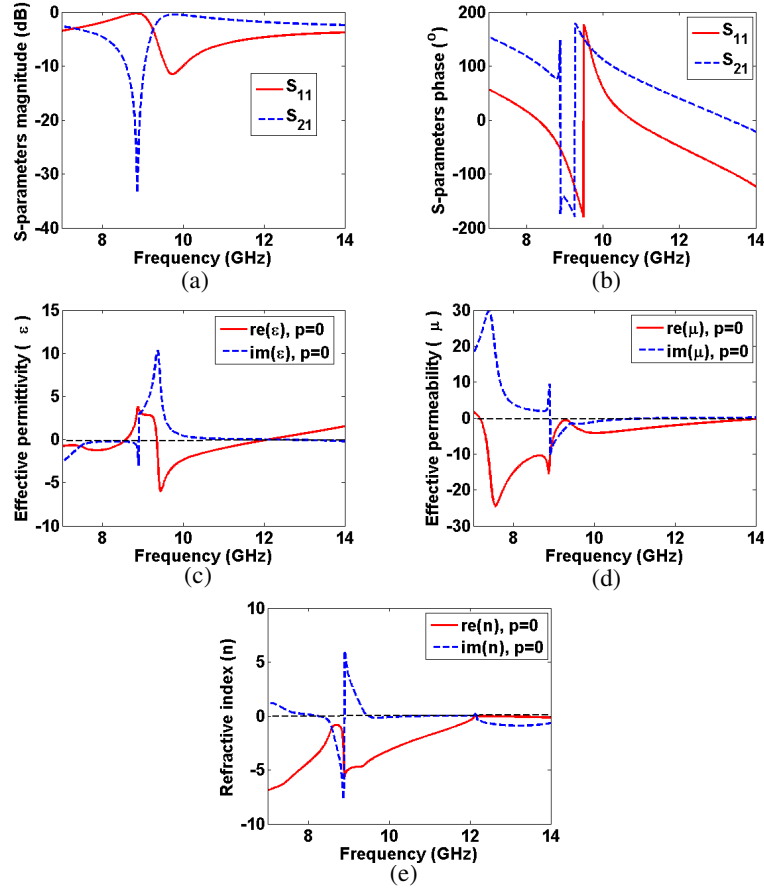 S-parameters magnitude (dB)
0
-10
-20
-30
-40
S11
S21
8 10 12 14
Frequency (GHz)
(a)
S-parameters phase (°)
200
100
0
-100
-200
S11
S21
8 10 12 14
Frequency (GHz)
(b)
Effective permittivity ( ε)
15
10
5
0
-5
-10
re(ε), p=0
im(ε), p=0
8 10 12 14
Frequency (GHz)
(c)
Effective permeability ( μ)
30
20
10
0
-10
-20
-30
re(μ), p=0
im(μ), p=0
8 10 12 14
Frequency (GHz)
(d)
Refractive index (n)
10
5
0
-5
-10
re(n), p=0
im(n), p=0
8 10 12 14
Frequency (GHz)
(e)